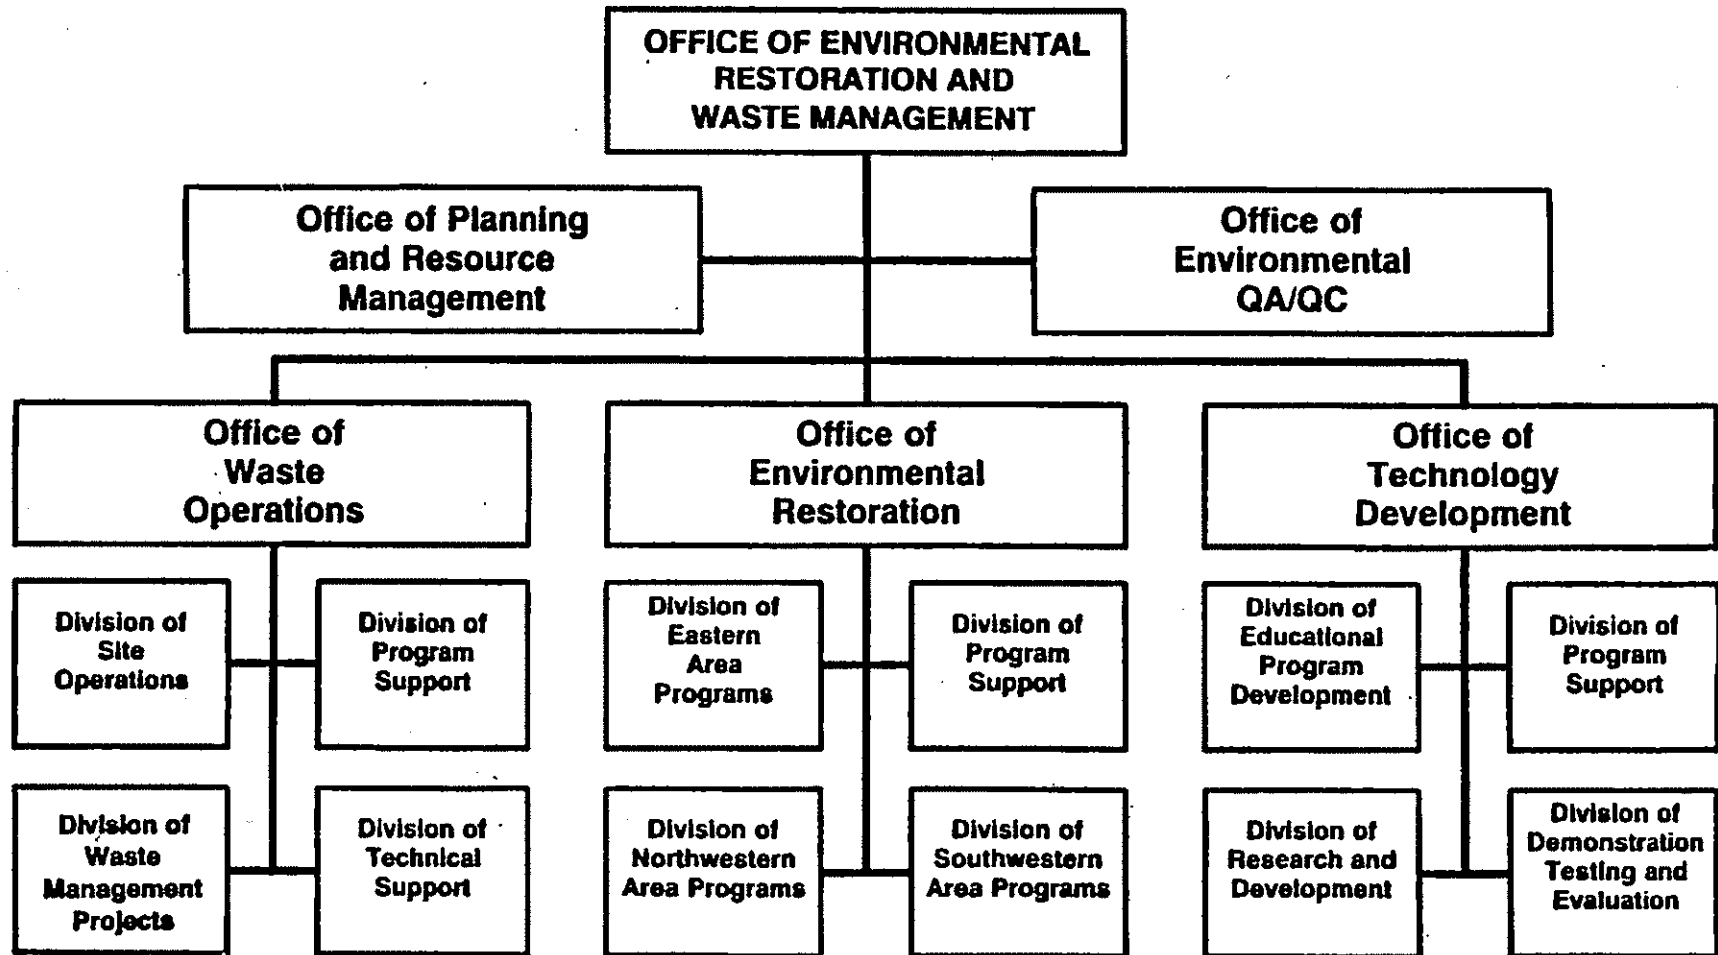 OFFICE OF ENVIRONMENTAL
RESTORATION AND
WASTE MANAGEMENT
Office of Planning
and Resource
Management
Office of
Environmental
QA/QC
Office of
Waste
Operations
Office of
Environmental
Restoration
Office of
Technology
Development
Division of
Site
Operations
Division of
Program
Support
Division of
Eastern
Area
Programs
Division of
Program
Support
Division of
Educational
Program
Development
Division of
Program
Support
Division of
Waste
Management
Projects
Division of
Technical
Support
Division of
Northwestern
Area Programs
Division of
Southwestern
Area Programs
Division of
Research and
Development
Division of
Demonstration
Testing and
Evaluation